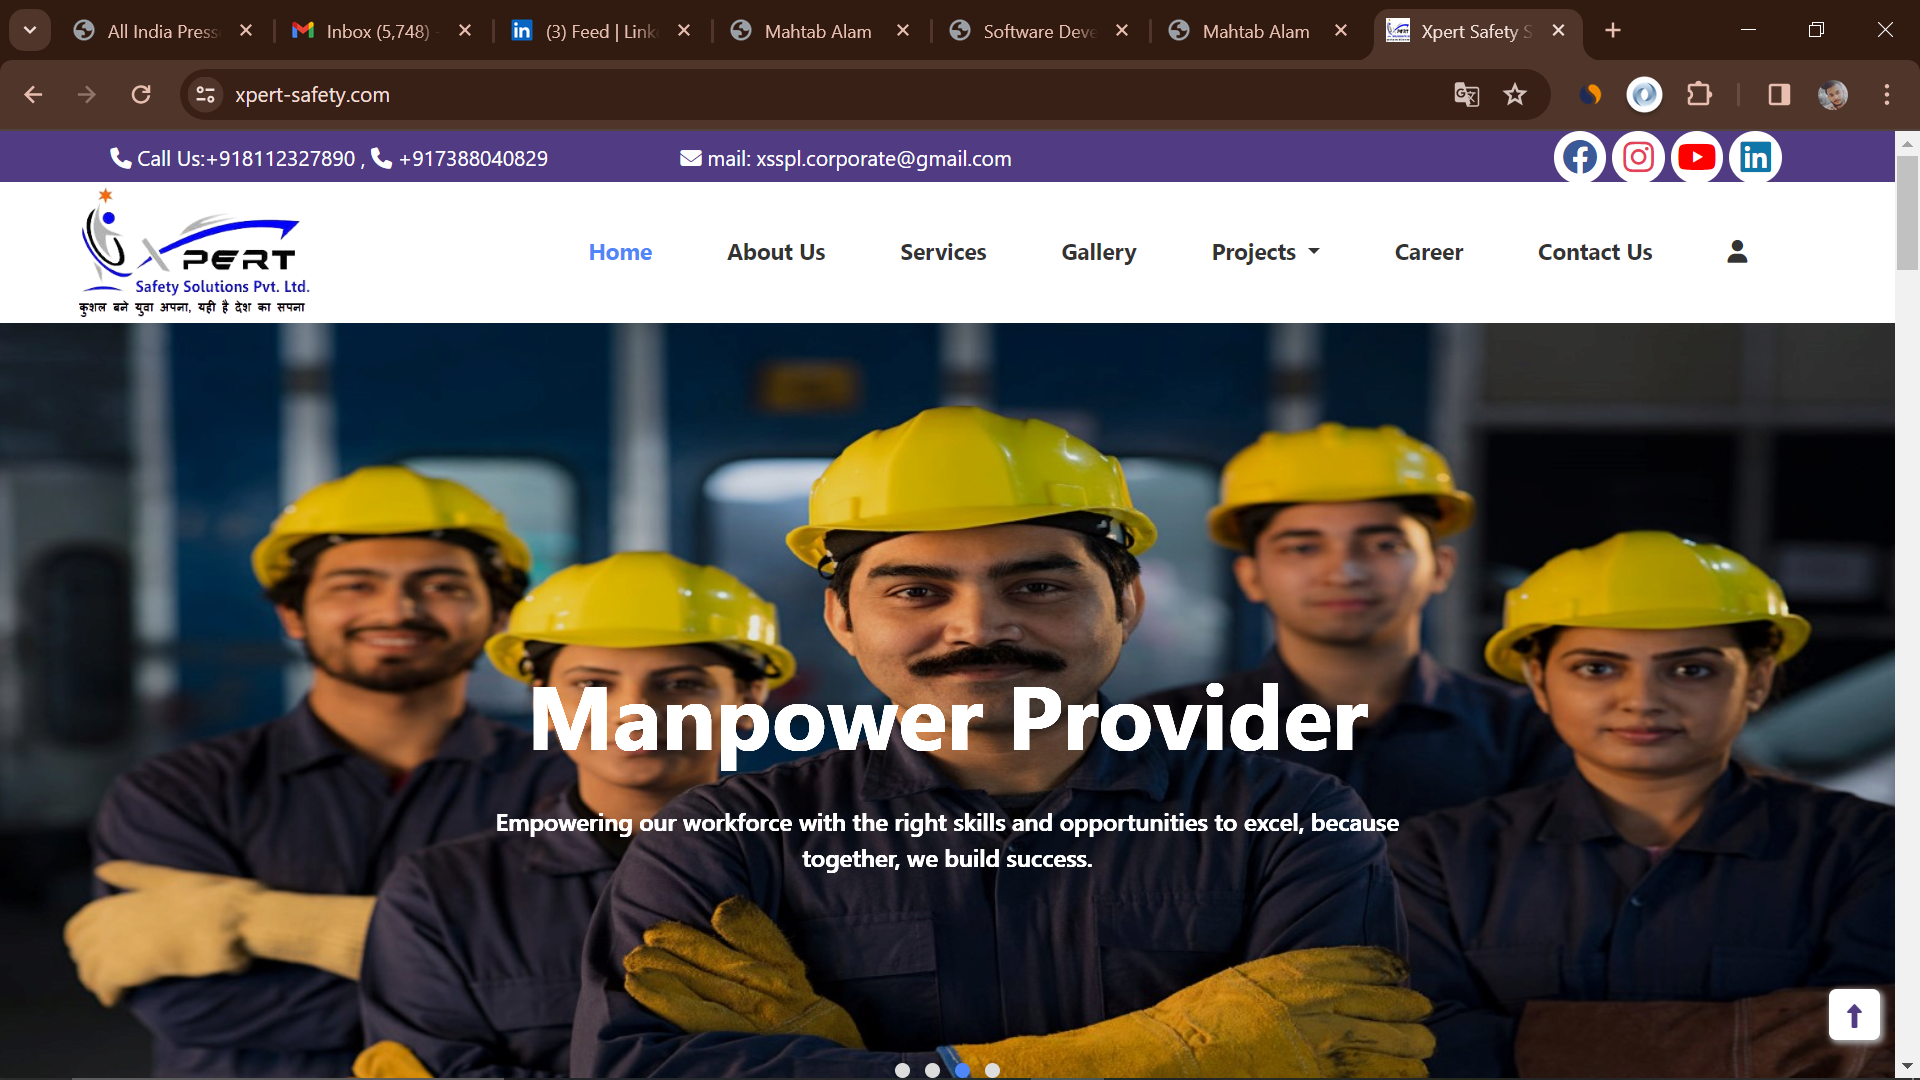 All India Press
Inbox (5,748)
(3) Feed | Link
Mahtab Alam
Software Deve
Mahtab Alam
Xpert Safety S
xpert-safety.com
Call Us:+918112327890 , +917388040829
mail: xsspl.corporate@gmail.com
XPERT
Safety Solutions Pvt. Ltd.
कुशल बने युवा अपना, यही है देश का सपना
Home
About Us
Services
Gallery
Projects
Career
Contact Us
Manpower Provider
Empowering our workforce with the right skills and opportunities to excel, because
together, we build success.